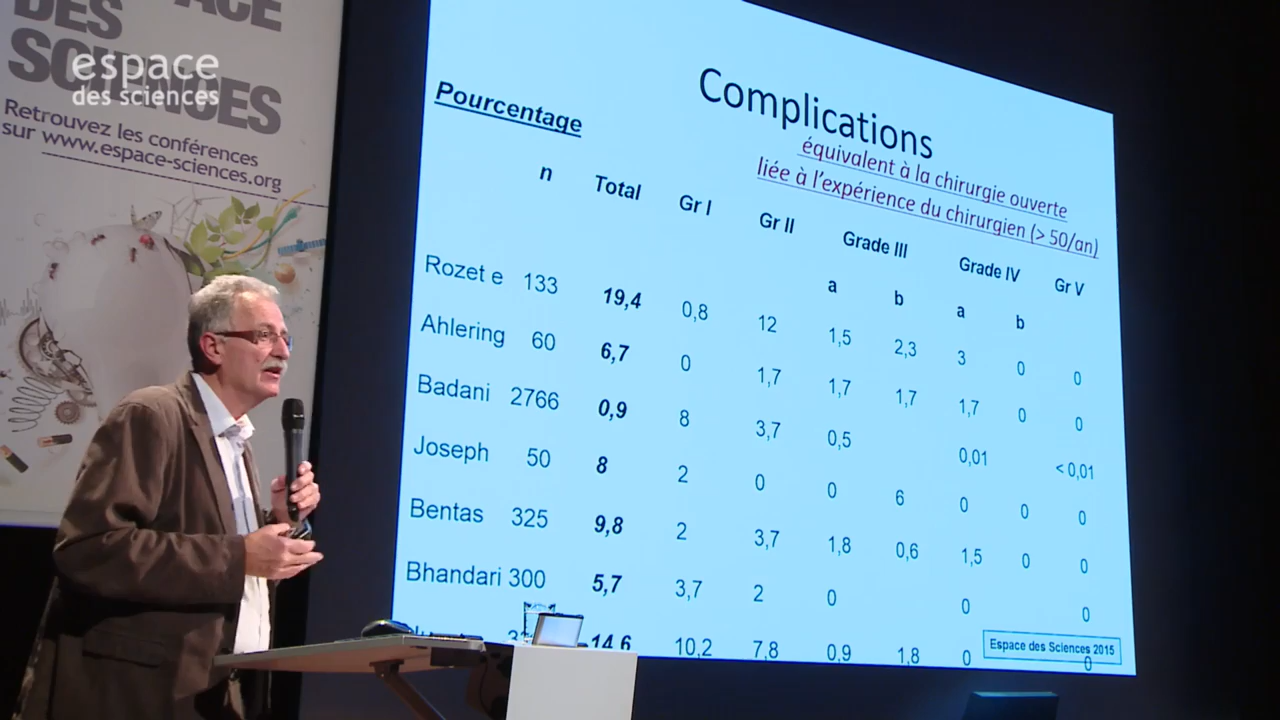 DES
SCIENCES
espace
des sciences
Retrouvez les conférences
sur www.espace-sciences.org
Complications
équivalent à la chirurgie ouverte
liée à l'expérience du chirurgien (> 50/an)
Pourcentage
n Total Gr I Gr II Grade III Grade IV Gr V
a b a b
Rozet e 133 19,4 0,8 12 1,5 2,3 3 0 0
Ahlering 60 6,7 0 1,7 1,7 1,7 1,7 0 0
Badani 2766 0,9 8 3,7 0,5 0,01 < 0,01
Joseph 50 8 2 0 0 6 0 0 0
Bentas 325 9,8 2 3,7 1,8 0,6 1,5 0 0
Bhandari 300 5,7 3,7 2 0 0 0
14,6 10,2 7,8 0,9 1,8 0 0
Espace des Sciences 2015